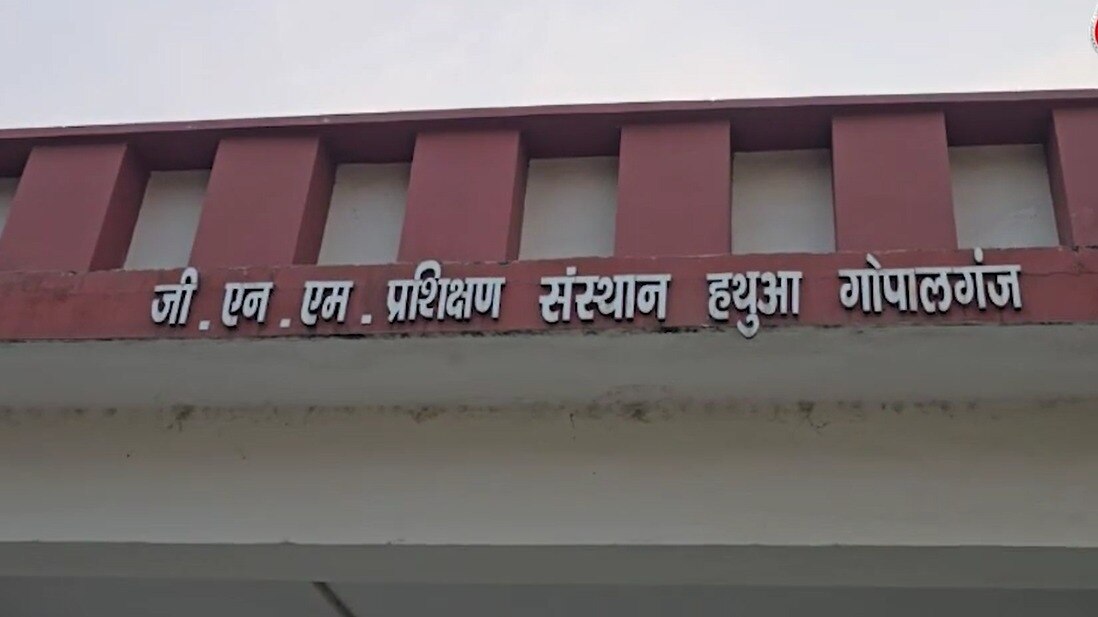 जी . एन . एम . प्रशिक्षण संस्थान हथुआ गोपालगंज